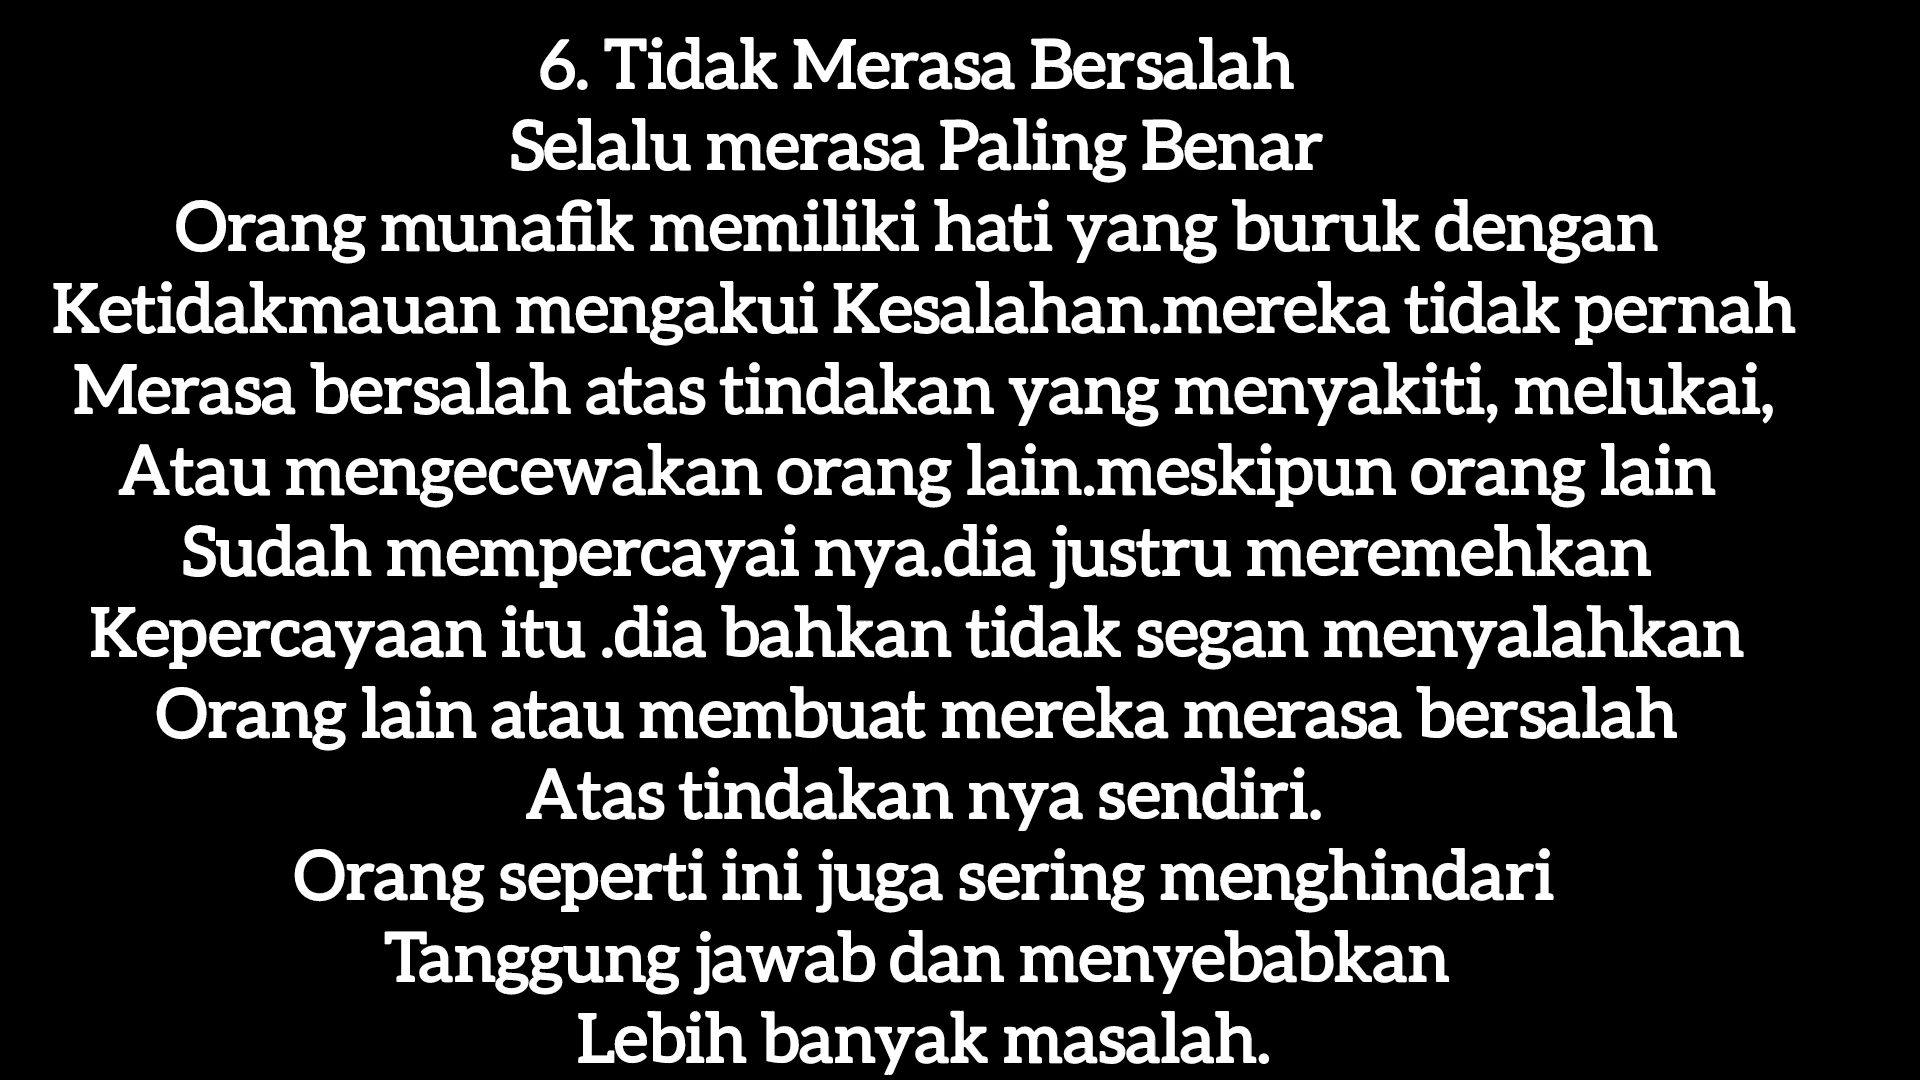 6. Tidak Merasa Bersalah
Selalu merasa Paling Benar
Orang munafik memiliki hati yang buruk dengan
Ketidakmauan mengakui Kesalahan.mereka tidak pernah
Merasa bersalah atas tindakan yang menyakiti, melukai,
Atau mengecewakan orang lain.meskipun orang lain
Sudah mempercayai nya.dia justru meremehkan
Kepercayaan itu .dia bahkan tidak segan menyalahkan
Orang lain atau membuat mereka merasa bersalah
Atas tindakan nya sendiri.
Orang seperti ini juga sering menghindari
Tanggung jawab dan menyebabkan
Lebih banyak masalah.